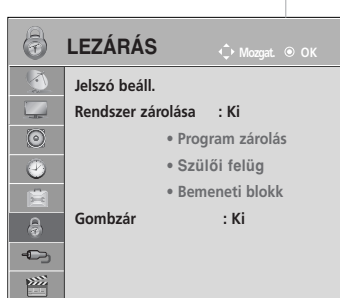 LEZÁRÁS Mozgat. OK
Jelszó beáll.
Rendszer zárolása : Ki
• Program zárolás
• Szülői felüg
• Bemeneti blokk
Gombzár : Ki